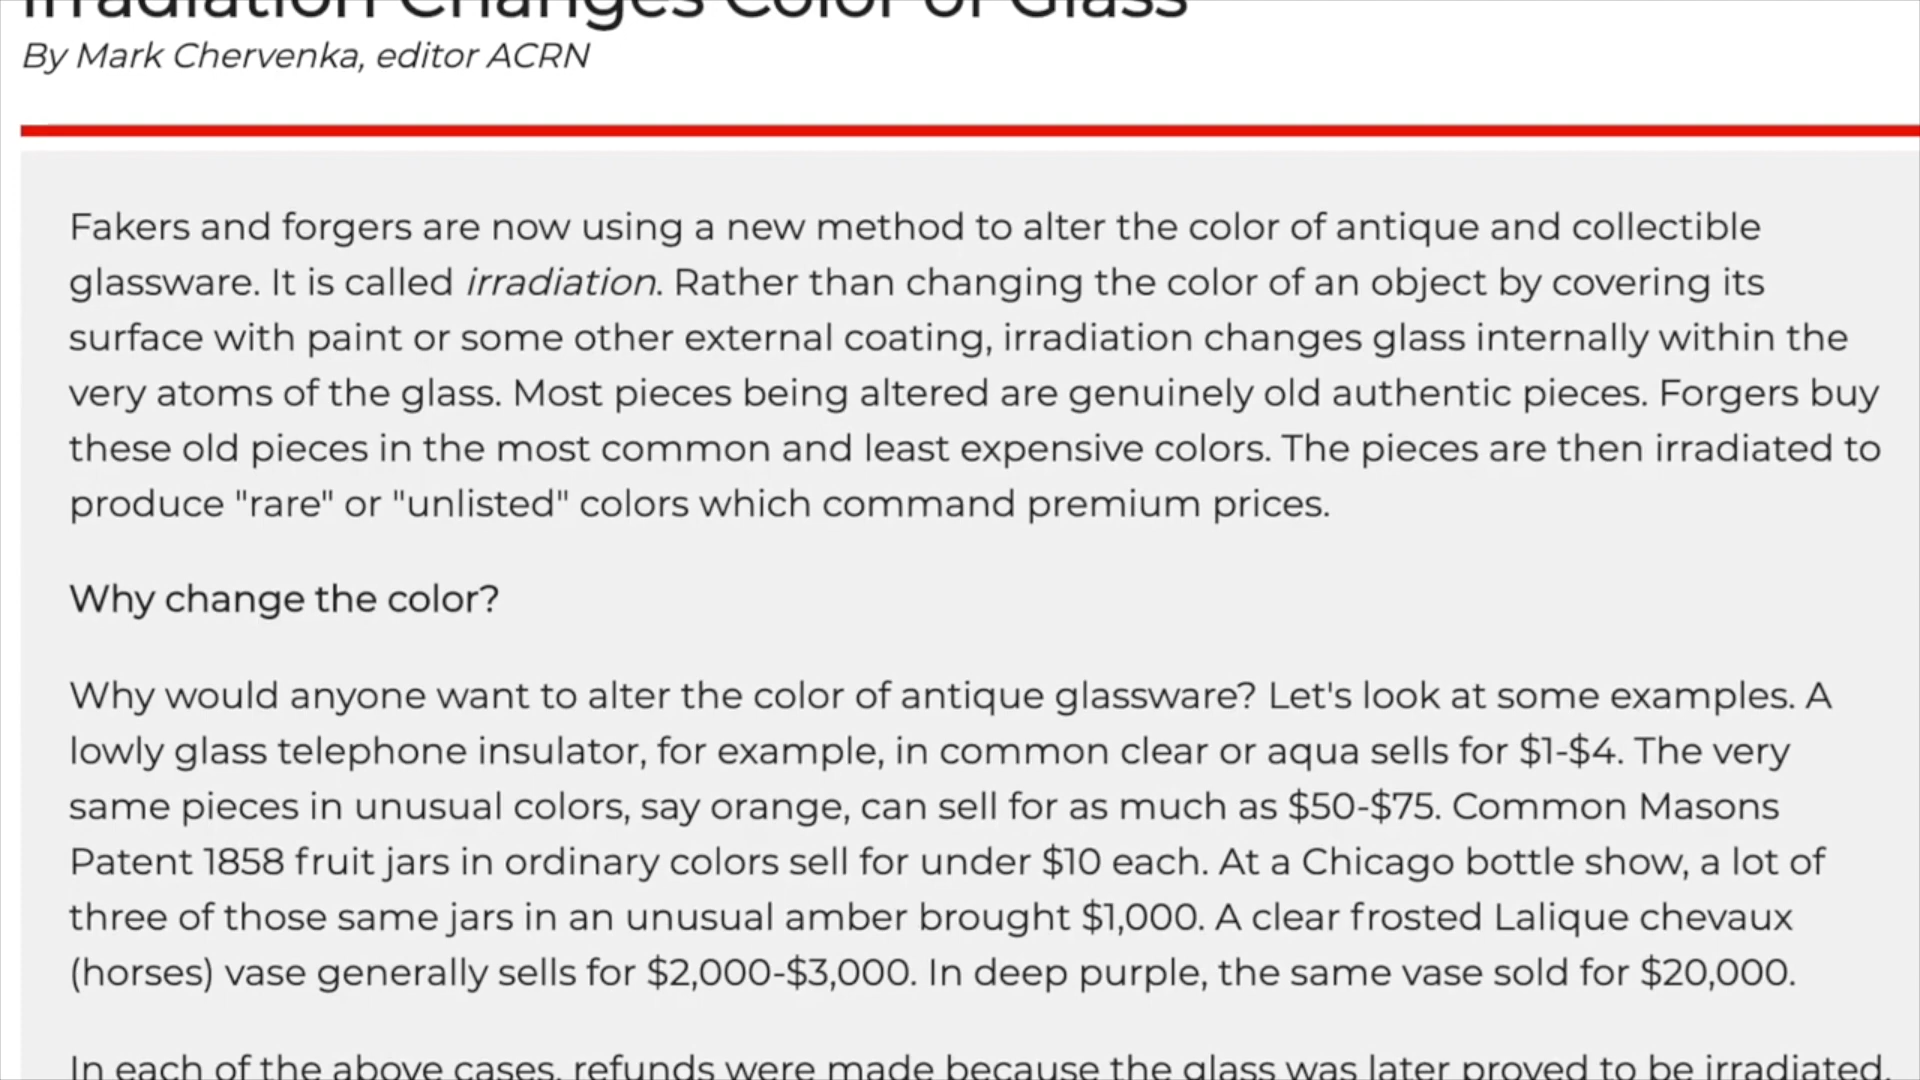 Irradiation Changes Color of Glass
By Mark Chervenka, editor ACRN
Fakers and forgers are now using a new method to alter the color of antique and collectible
glassware. It is called irradiation. Rather than changing the color of an object by covering its
surface with paint or some other external coating, irradiation changes glass internally within the
very atoms of the glass. Most pieces being altered are genuinely old authentic pieces. Forgers buy
these old pieces in the most common and least expensive colors. The pieces are then irradiated to
produce "rare" or "unlisted" colors which command premium prices.
Why change the color?
Why would anyone want to alter the color of antique glassware? Let's look at some examples. A
lowly glass telephone insulator, for example, in common clear or aqua sells for $1-$4. The very
same pieces in unusual colors, say orange, can sell for as much as $50-$75. Common Masons
Patent 1858 fruit jars in ordinary colors sell for under $10 each. At a Chicago bottle show, a lot of
three of those same jars in an unusual amber brought $1,000. A clear frosted Lalique chevaux
(horses) vase generally sells for $2,000-$3,000. In deep purple, the same vase sold for $20,000.
In each of the above cases, refunds were made because the glass was later proved to be irradiated.